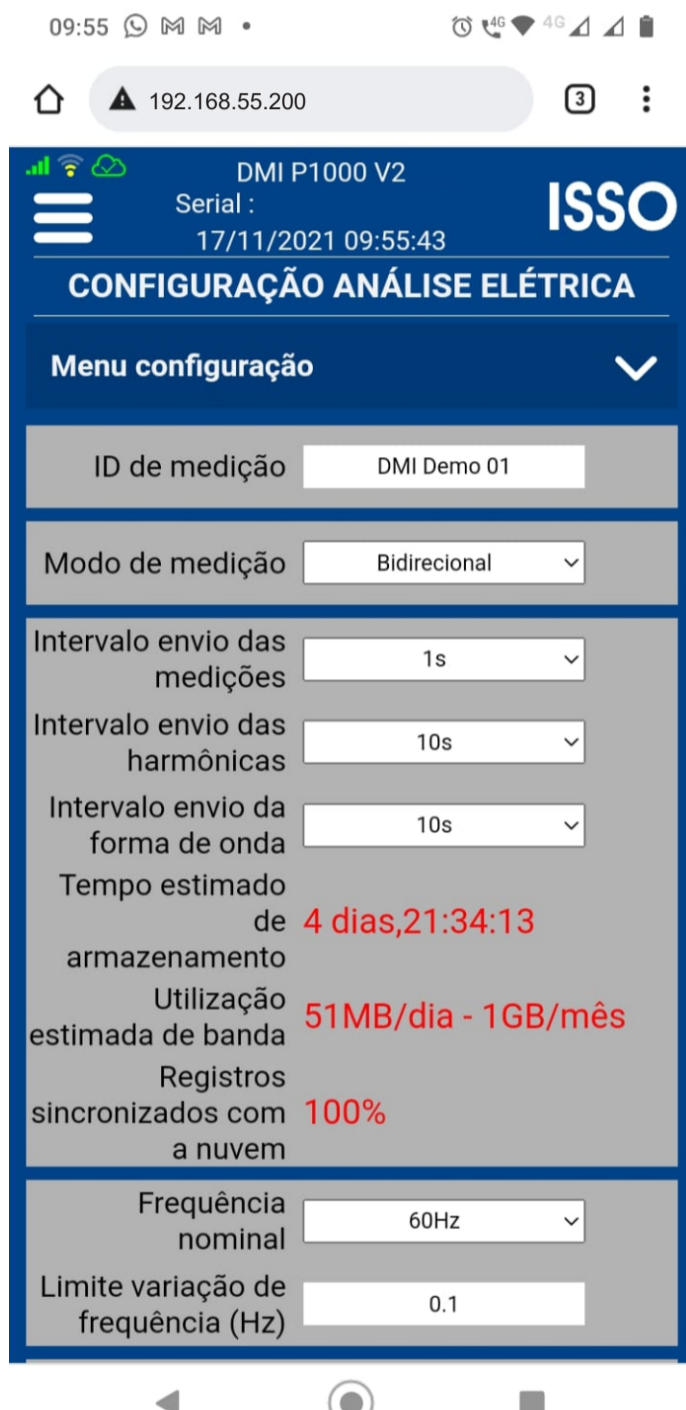 09:55
4G
4G
192.168.55.200
3
DMI P1000 V2
Serial :
17/11/2021 09:55:43
ISSO
CONFIGURAÇÃO ANÁLISE ELÉTRICA
Menu configuração
ID de medição DMI Demo 01
Modo de medição Bidirecional
Intervalo envio das
medições 1s
Intervalo envio das
harmônicas 10s
Intervalo envio da
forma de onda 10s
Tempo estimado
de
armazenamento
4 dias,21:34:13
Utilização
estimada de banda
51MB/dia - 1GB/mês
Registros
sincronizados com
a nuvem
100%
Frequência
nominal 60Hz
Limite variação de
frequência (Hz) 0.1